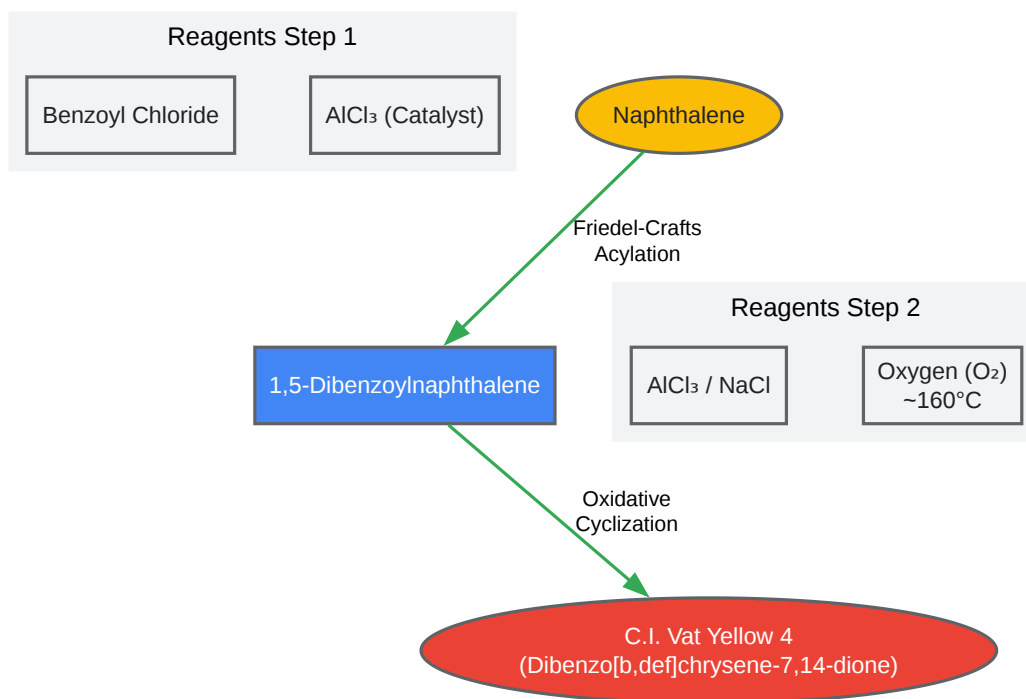 Reagents Step 1
Benzoyl Chloride
AlCl₃ (Catalyst)
Naphthalene
Friedel-Crafts
Acylation
Reagents Step 2
1,5-Dibenzoylnaphthalene
AlCl₃ / NaCl
Oxygen (O₂)
~160°C
Oxidative
Cyclization
C.I. Vat Yellow 4
(Dibenzo[b,def]chrysene-7,14-dione)